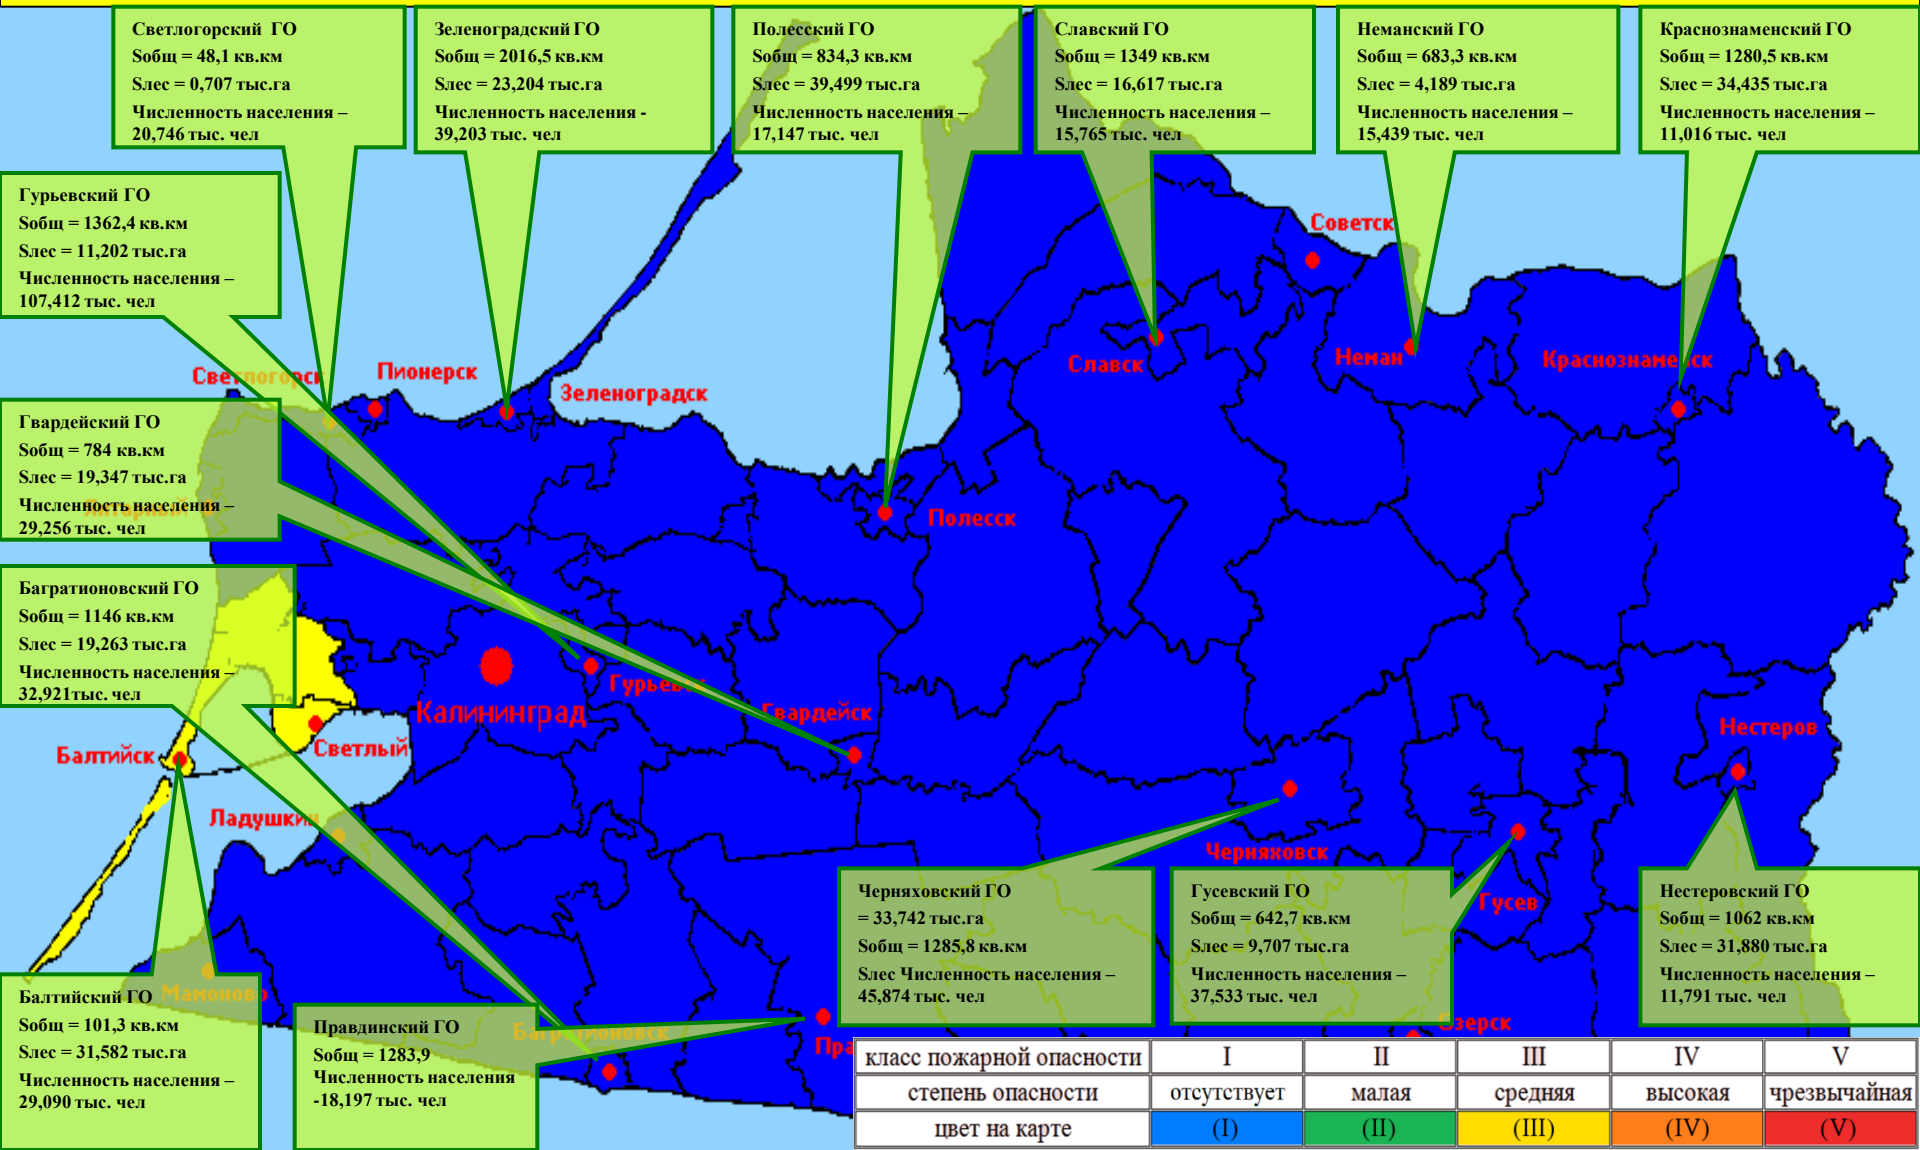 Светлогорский ГО
Sобщ = 48,1 кв.км
Sлес = 0,707 тыс.га
Численность населения –
20,746 тыс. чел
Зеленоградский ГО
Sобщ = 2016,5 кв.км
Sлес = 23,204 тыс.га
Численность населения -
39,203 тыс. чел
Полесский ГО
Sобщ = 834,3 кв.км
Sлес = 39,499 тыс.га
Численность населения –
17,147 тыс. чел
Славский ГО
Sобщ = 1349 кв.км
Sлес = 16,617 тыс.га
Численность населения –
15,765 тыс. чел
Неманский ГО
Sобщ = 683,3 кв.км
Sлес = 4,189 тыс.га
Численность населения –
15,439 тыс. чел
Краснознаменский ГО
Sобщ = 1280,5 кв.км
Sлес = 34,435 тыс.га
Численность населения –
11,016 тыс. чел
Гурьевский ГО
Sобщ = 1362,4 кв.км
Sлес = 11,202 тыс.га
Численность населения –
107,412 тыс. чел
Советск
Славск
Неман
Краснознаменск
Светлогорск
Пионерск
Зеленоградск
Гвардейский ГО
Sобщ = 784 кв.км
Sлес = 19,347 тыс.га
Численность населения –
29,256 тыс. чел
Янтарный
Полесск
Багратионовский ГО
Sобщ = 1146 кв.км
Sлес = 19,263 тыс.га
Численность населения –
32,921тыс. чел
Гурьевск
Калининград
Гвардейск
Нестеров
Светлый
Балтийск
Ладушкин
Черняховск
Гусев
Черняховский ГО
= 33,742 тыс.га
Sобщ = 1285,8 кв.км
Sлес Численность населения –
45,874 тыс. чел
Гусевский ГО
Sобщ = 642,7 кв.км
Sлес = 9,707 тыс.га
Численность населения –
37,533 тыс. чел
Нестеровский ГО
Sобщ = 1062 кв.км
Sлес = 31,880 тыс.га
Численность населения –
11,791 тыс. чел
Мамоново
Балтийский ГО
Sобщ = 101,3 кв.км
Sлес = 31,582 тыс.га
Численность населения –
29,090 тыс. чел
Правдинский ГО
Sобщ = 1283,9
Численность населения
-18,197 тыс. чел
Багратионовск
Пра
Озерск
класс пожарной опасности I II III IV V
степень опасности отсутствует малая средняя высокая чрезвычайная
цвет на карте (I) (II) (III) (IV) (V)